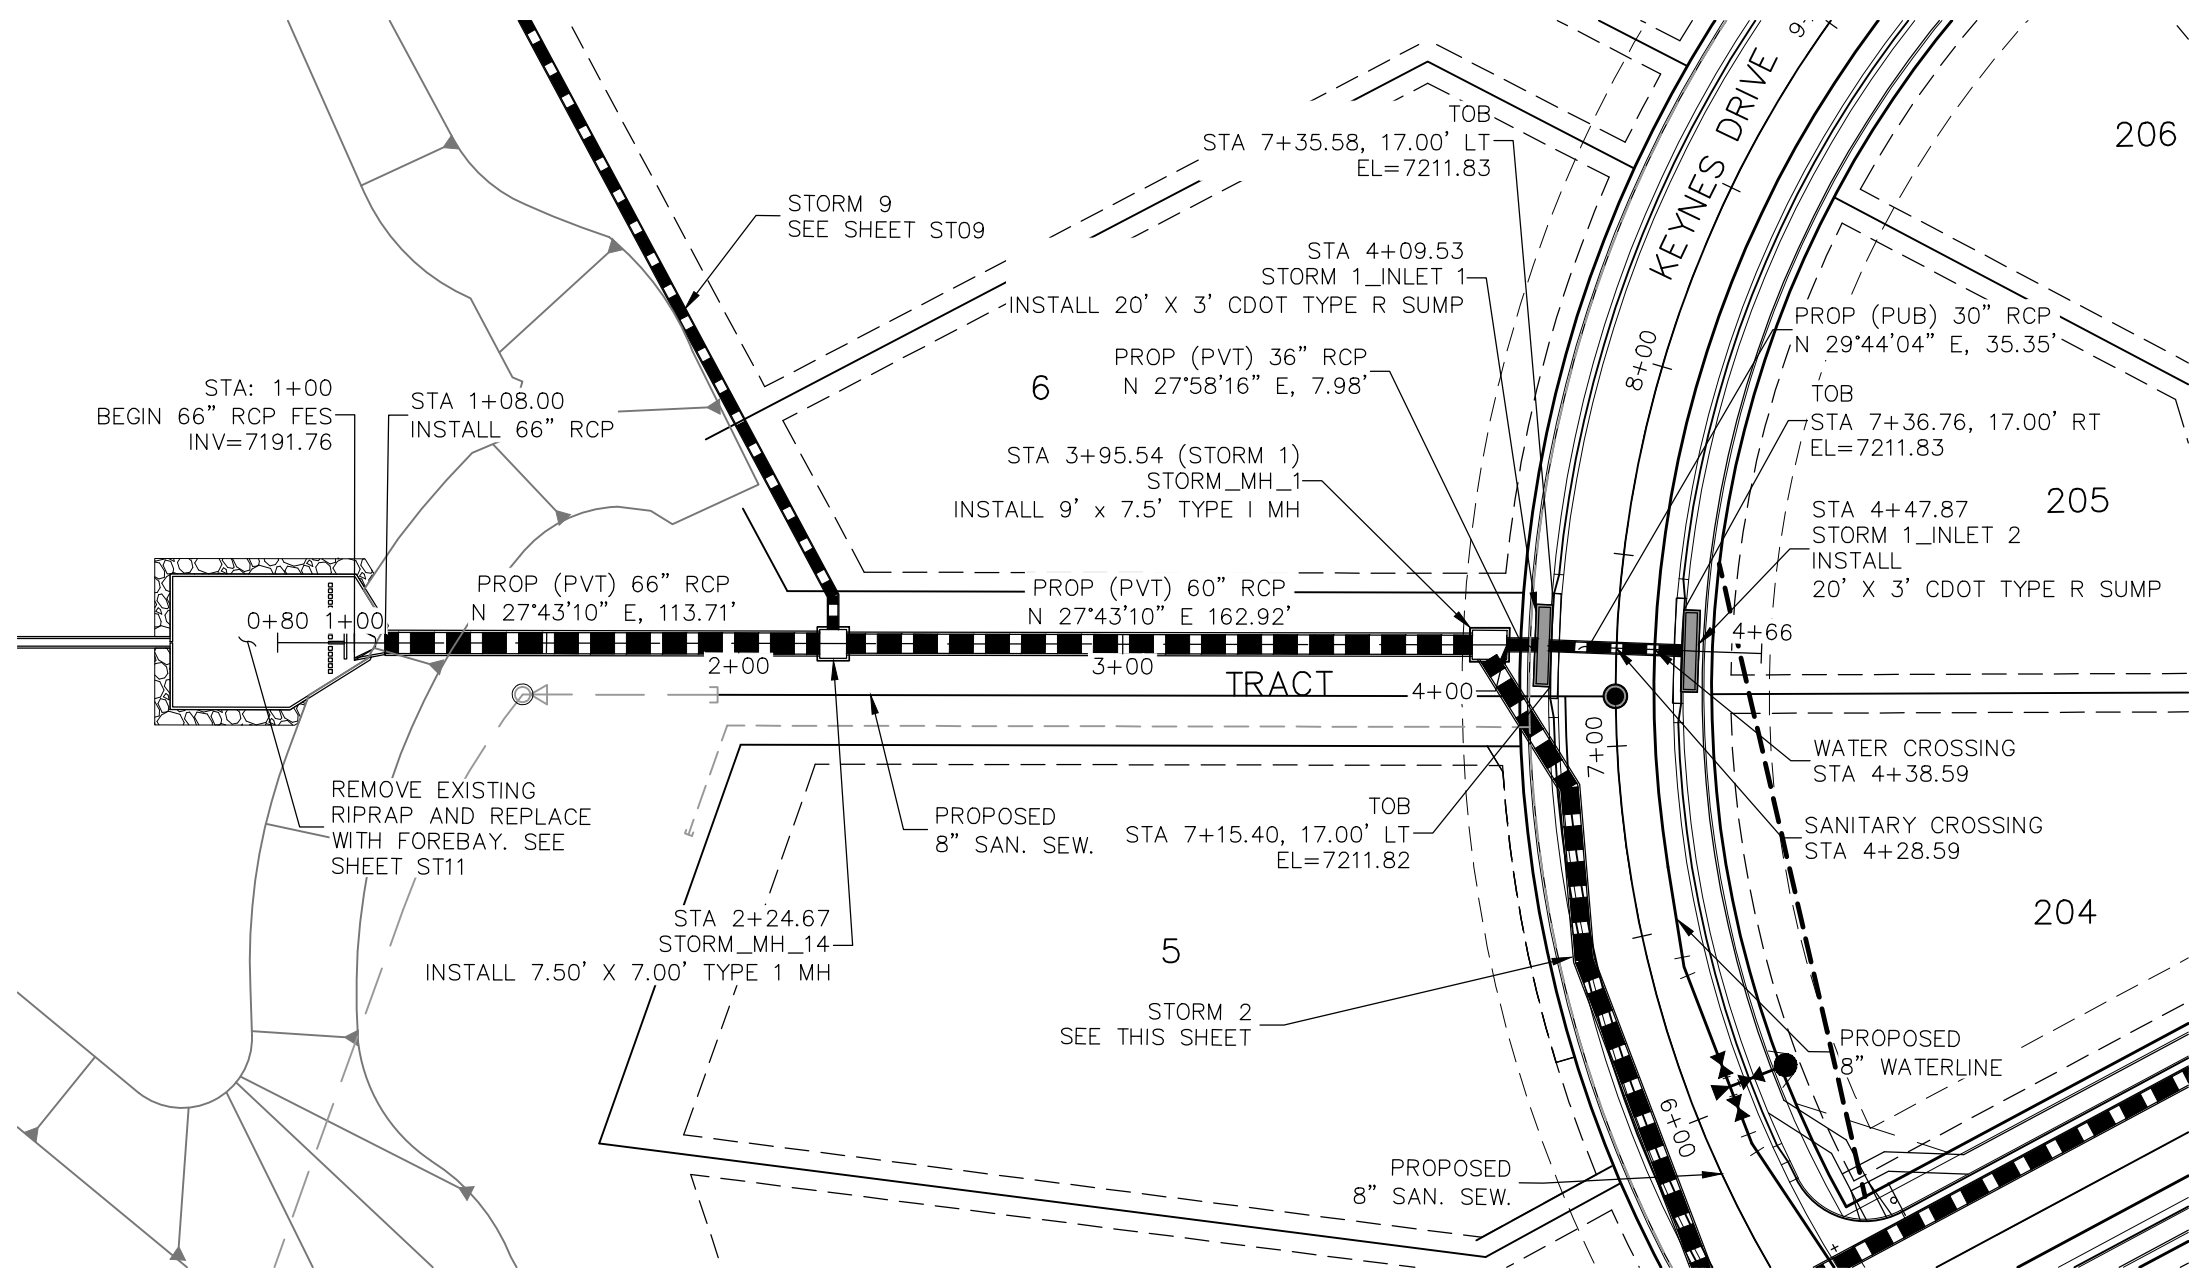 KEYNES DRIVE
9
206
TOB
STA 7+35.58, 17.00' LT
EL=7211.83
STORM 9
SEE SHEET ST09
STA 4+09.53
STORM 1_INLET 1
INSTALL 20' X 3' CDOT TYPE R SUMP
PROP (PUB) 30" RCP
N 29°44'04" E, 35.35'
8+00
PROP (PVT) 36" RCP
N 27°58'16" E, 7.98'
6
STA: 1+00
BEGIN 66" RCP FES
INV=7191.76
STA 1+08.00
INSTALL 66" RCP
TOB
STA 7+36.76, 17.00' RT
EL=7211.83
STA 3+95.54 (STORM 1)
STORM_MH_1
INSTALL 9' x 7.5' TYPE I MH
205
STA 4+47.87
STORM 1_INLET 2
INSTALL
20' X 3' CDOT TYPE R SUMP
PROP (PVT) 66" RCP
N 27°43'10" E, 113.71'
PROP (PVT) 60" RCP
N 27°43'10" E 162.92'
0+80
1+00
4+66
2+00
3+00
TRACT
4+00
7+00
WATER CROSSING
STA 4+38.59
REMOVE EXISTING
RIPRAP AND REPLACE
WITH FOREBAY. SEE
SHEET ST11
PROPOSED
8" SAN. SEW.
TOB
STA 7+15.40, 17.00' LT
EL=7211.82
SANITARY CROSSING
STA 4+28.59
STA 2+24.67
STORM_MH_14
INSTALL 7.50' X 7.00' TYPE 1 MH
5
204
STORM 2
SEE THIS SHEET
PROPOSED
8" WATERLINE
6+00
PROPOSED
8" SAN. SEW.